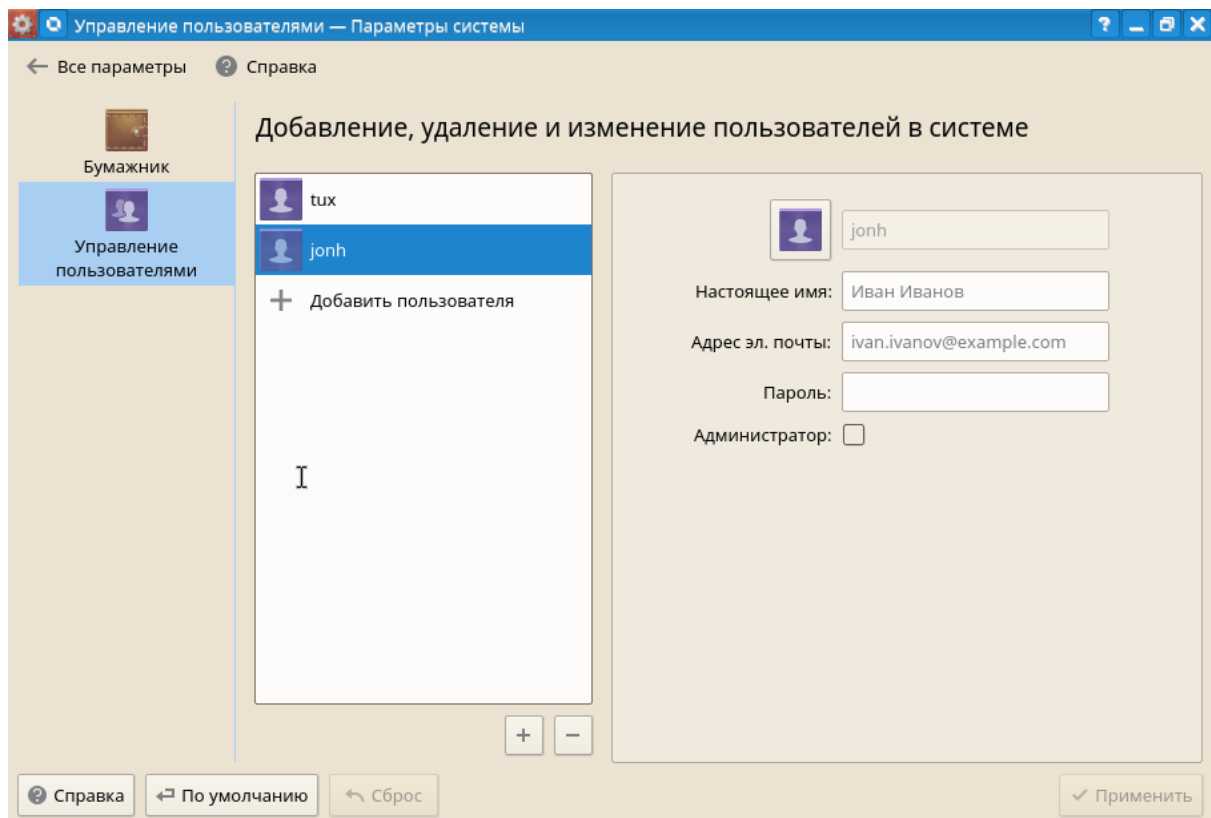 Управление пользователями — Параметры системы
Все параметры
Справка
Бумажник
Управление
пользователями
Добавление, удаление и изменение пользователей в системе
tux
jonh
Добавить пользователя
jonh
Настоящее имя: Иван Иванов
Адрес эл. почты: ivan.ivanov@example.com
Пароль:
Администратор:
Справка
По умолчанию
Сброс
Применить